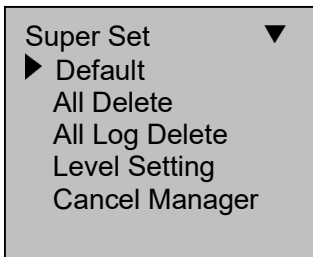 Super Set ▼
▶ Default
All Delete
All Log Delete
Level Setting
Cancel Manager